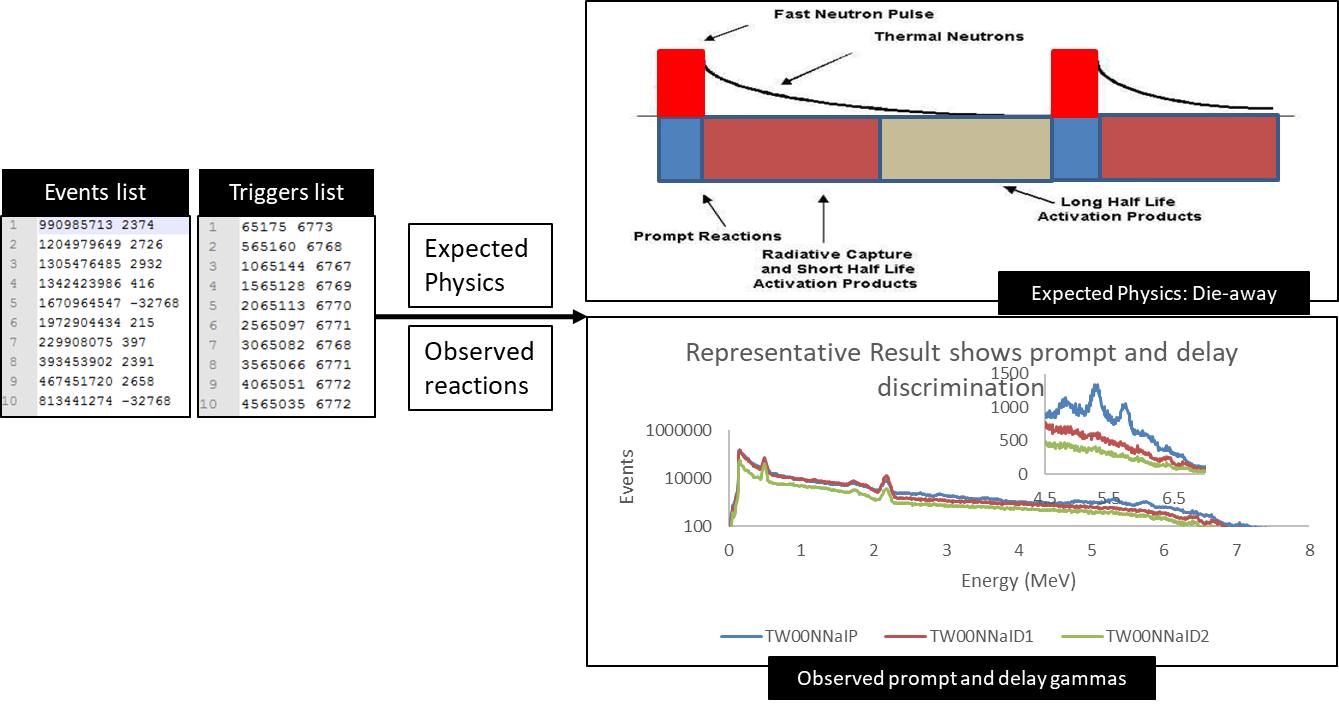 Events list
1 990985713 2374
2 1204979649 2726
3 1305476485 2932
4 1342423986 416
5 1670964547 -32768
6 1972904434 215
7 229908075 397
8 393453902 2391
9 467451720 2658
10 813441274 -32768
Triggers list
1 65175 6773
2 565160 6768
3 1065144 6767
4 1565128 6769
5 2065113 6770
6 2565097 6771
7 3065082 6768
8 3565066 6771
9 4065051 6772
10 4565035 6772
Expected
Physics
Observed
reactions
Fast Neutron Pulse
Thermal Neutrons
Prompt Reactions
Radiative Capture
and Short Half Life
Activation Products
Long Half Life
Activation Products
Expected Physics: Die-away
Representative Result shows prompt and delay
discrimination
1500
1000
500
0
4.5 5.5 6.5
1000000
10000
100
Events
0 1 2 3 4 5 6 7 8
Energy (MeV)
TW00NNaIP TW00NNaID1 TW00NNaID2
Observed prompt and delay gammas